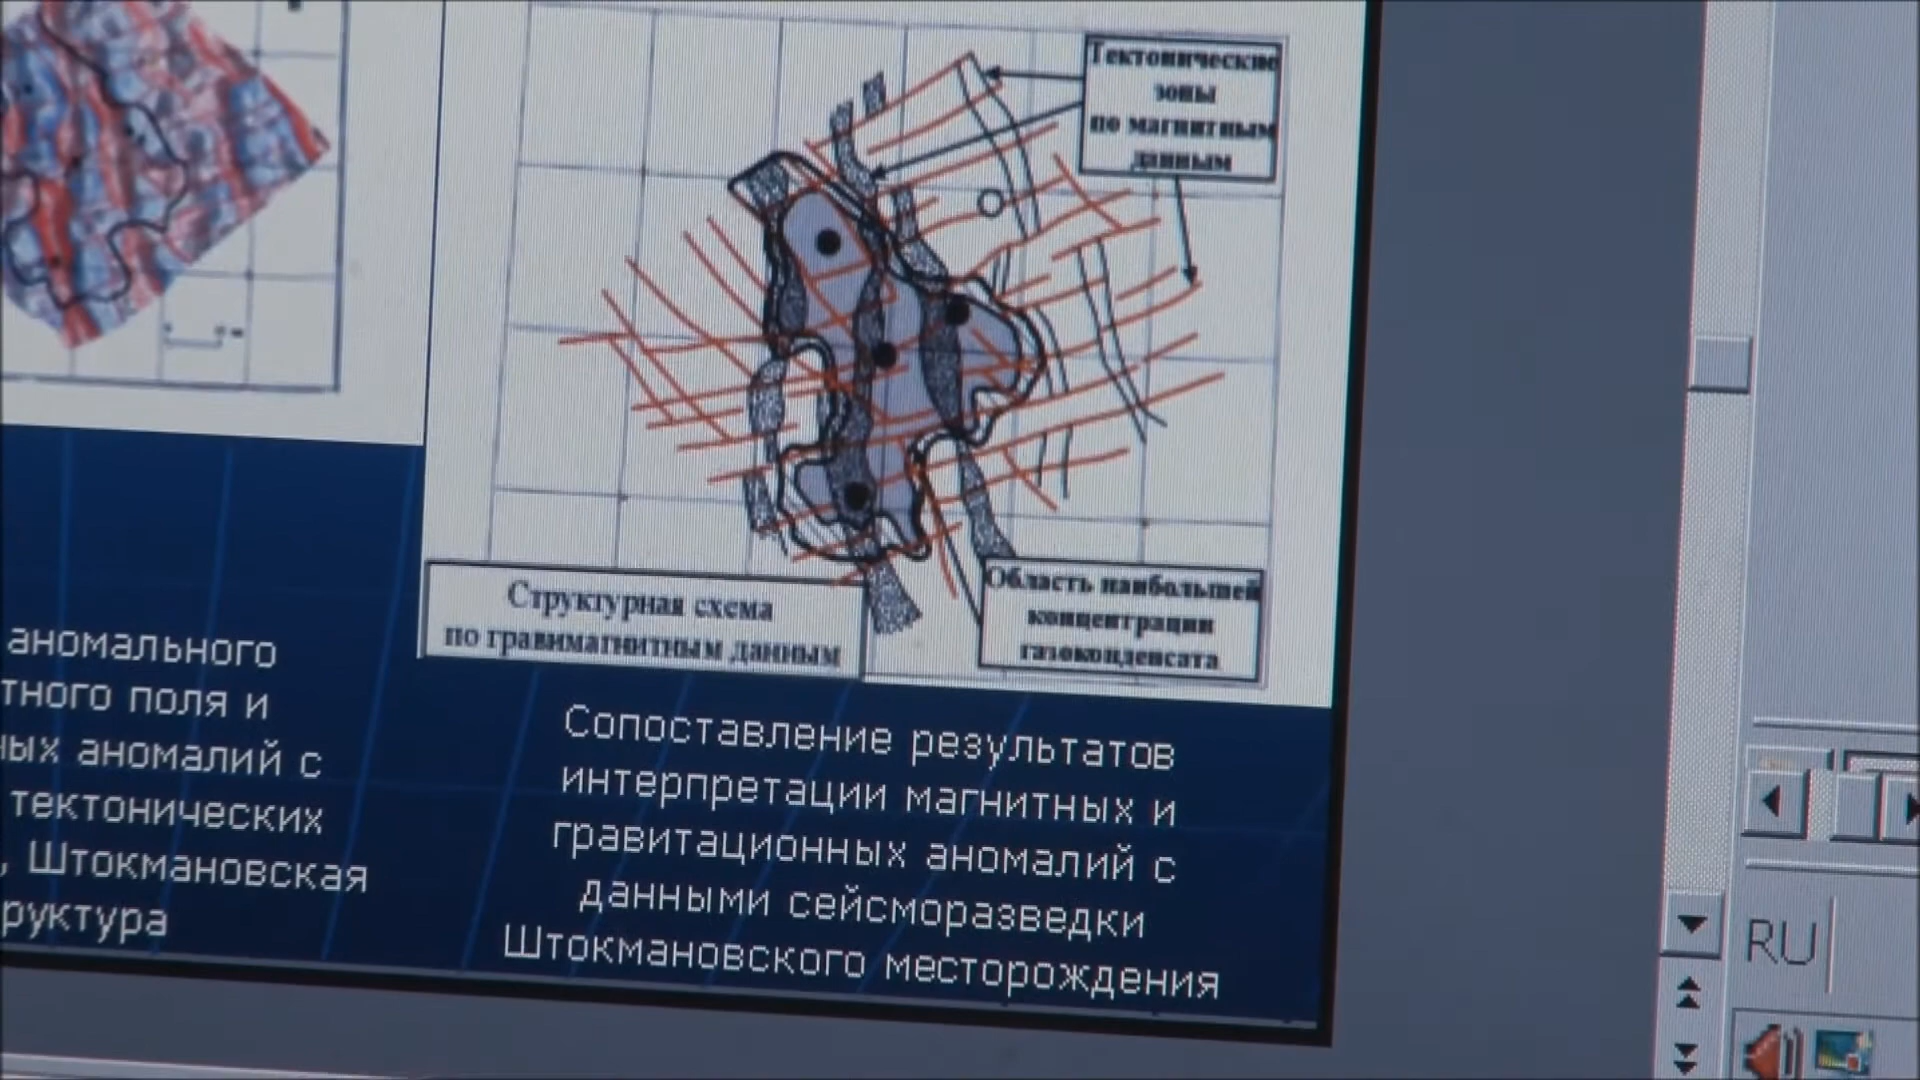 Тектонические
зоны
по магнитным
данным
Структурная схема
по гравимагнитным данным
Область наибольшей
концентрации
газоконденсата
аномального
тного поля и
ных аномалий с
тектонических
, Штокмановская
руктура
Сопоставление результатов
интерпретации магнитных и
гравитационных аномалий с
данными сейсморазведки
Штокмановского месторождения
RU